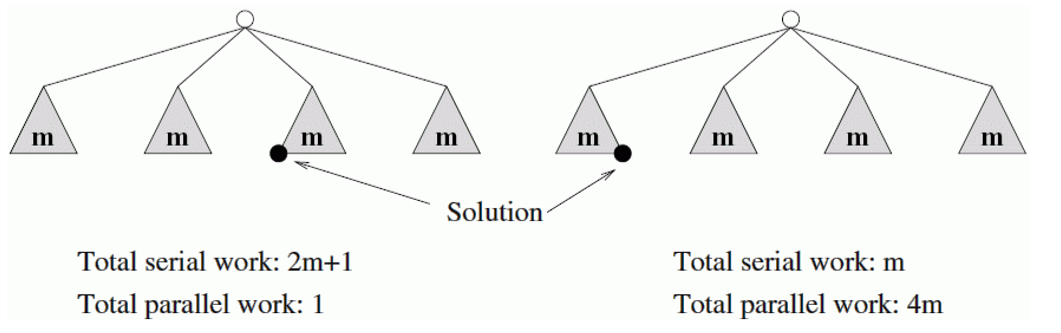 m m m m m m m m
Solution
Total serial work: 2m+1 Total serial work: m
Total parallel work: 1 Total parallel work: 4m